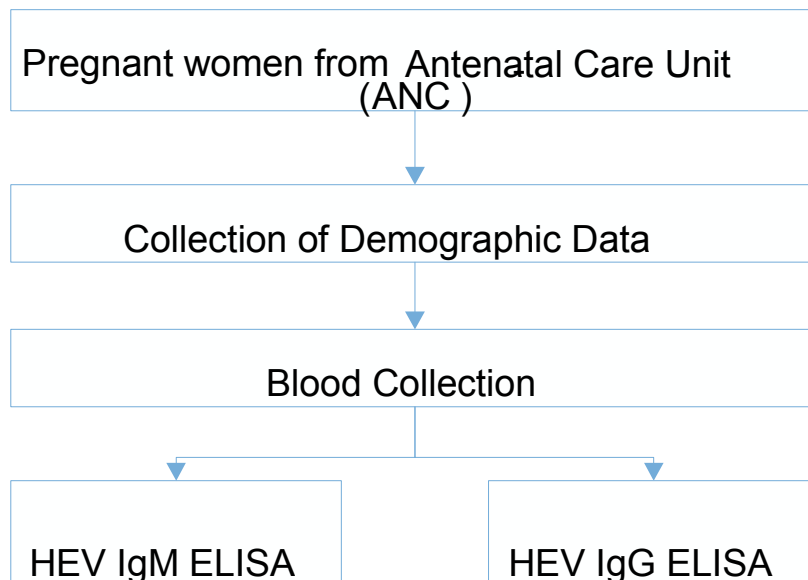 Pregnant women from Antenatal Care Unit
(ANC )
Collection of Demographic Data
Blood Collection
HEV IgM ELISA
HEV IgG ELISA